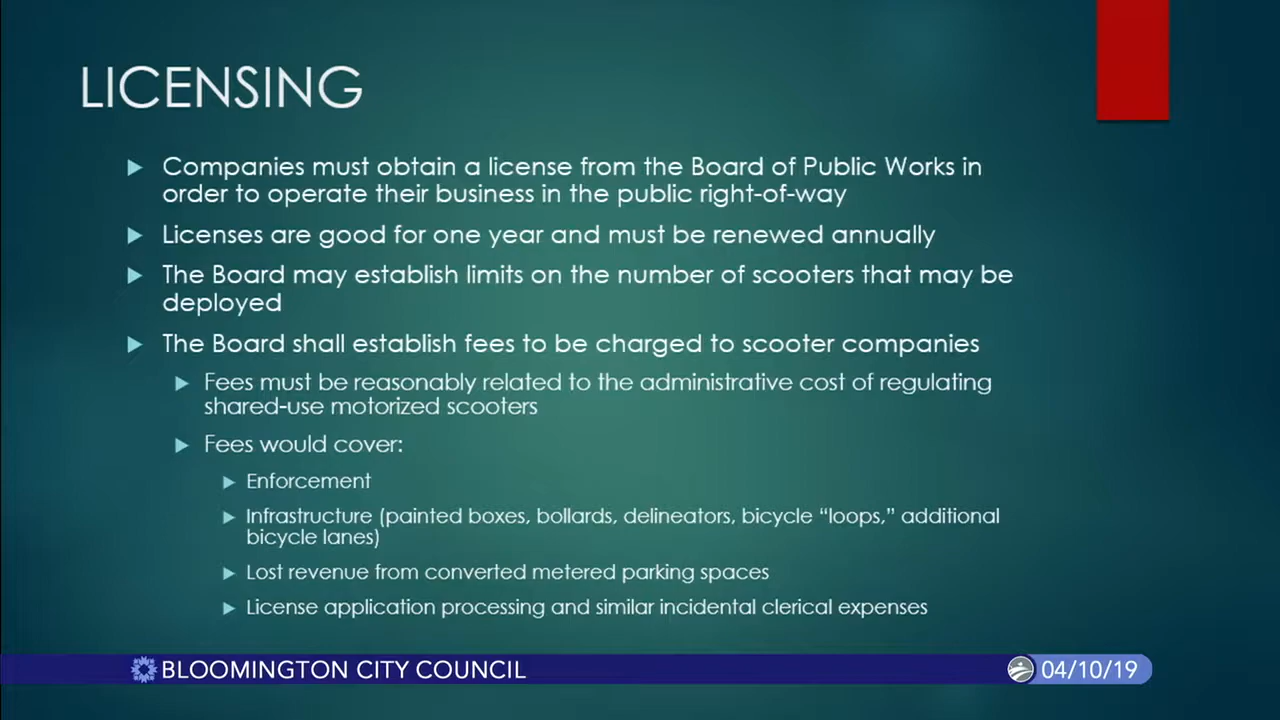 LICENSING
Companies must obtain a license from the Board of Public Works in
order to operate their business in the public right-of-way
Licenses are good for one year and must be renewed annually
The Board may establish limits on the number of scooters that may be
deployed
The Board shall establish fees to be charged to scooter companies
Fees must be reasonably related to the administrative cost of regulating
shared-use motorized scooters
Fees would cover:
Enforcement
Infrastructure (painted boxes, bollards, delineators, bicycle “loops,” additional
bicycle lanes)
Lost revenue from converted metered parking spaces
License application processing and similar incidental clerical expenses
BLOOMINGTON CITY COUNCIL
04/10/19